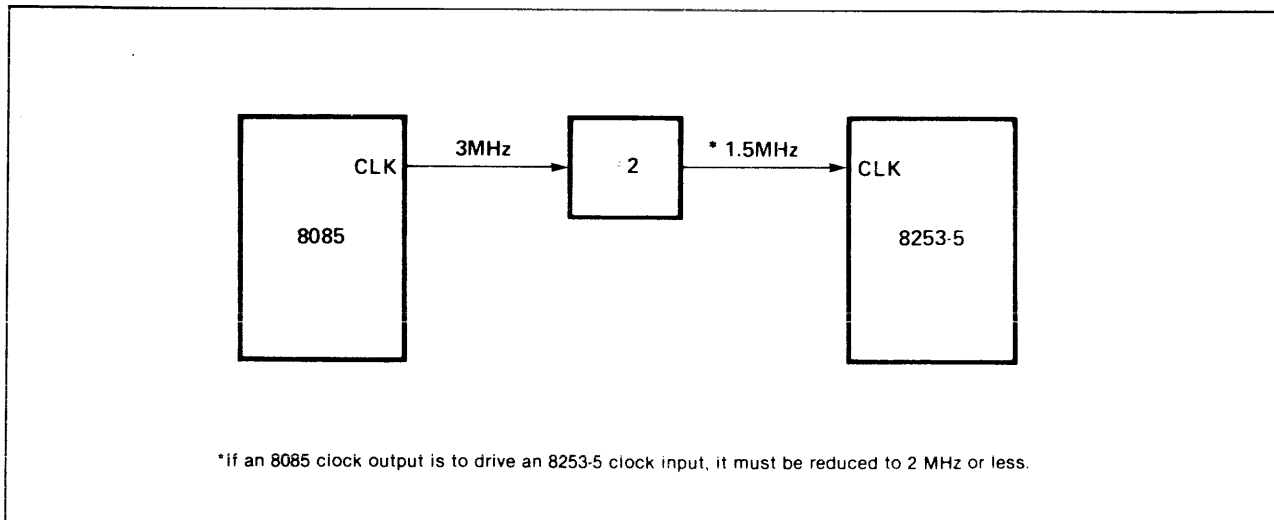 CLK 3MHz 2 * 1.5MHz CLK
8085 8253-5
*if an 8085 clock output is to drive an 8253-5 clock input, it must be reduced to 2 MHz or less.